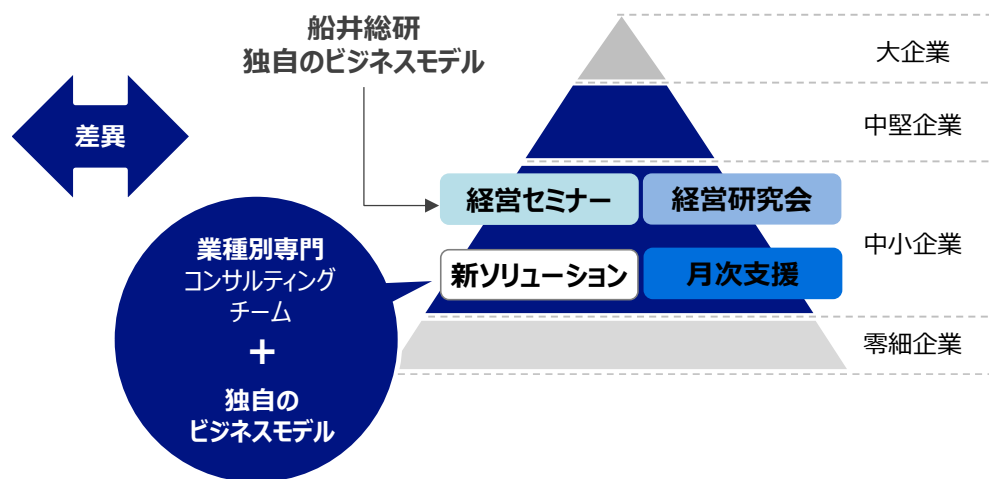 船井総研
独自のビジネスモデル
差異
大企業
中堅企業
経営セミナー
経営研究会
中小企業
新ソリューション
月次支援
零細企業
業種別専門
コンサルティング
チーム
+
独自の
ビジネスモデル